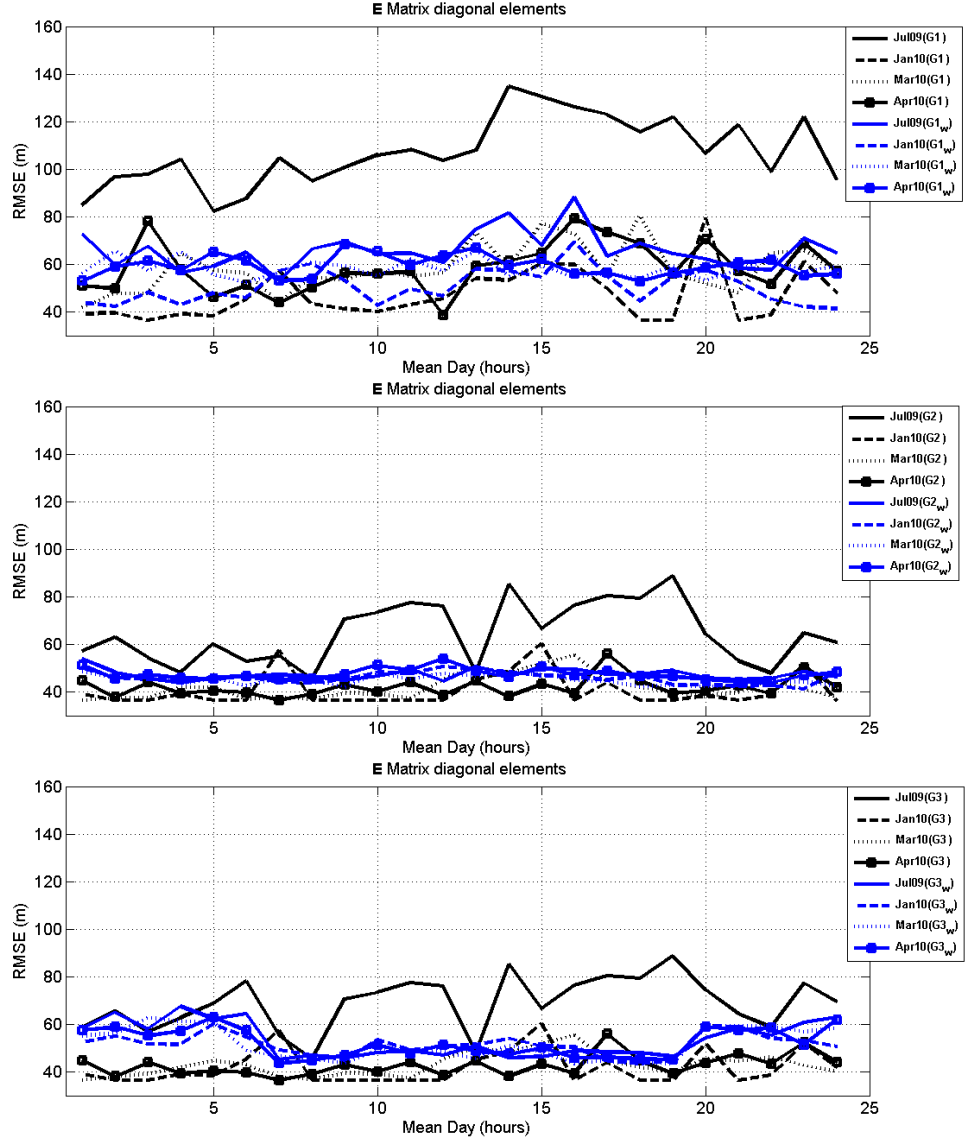 E Matrix diagonal elements
160
140
120
100
80
60
40
RMSE (m)
5
10
15
20
25
Mean Day (hours)
Jul09(G1)
Jan10(G1)
Mar10(G1)
Apr10(G1)
Jul09(G1w)
Jan10(G1w)
Mar10(G1w)
Apr10(G1w)
E Matrix diagonal elements
160
140
120
100
80
60
40
RMSE (m)
5
10
15
20
25
Mean Day (hours)
Jul09(G2)
Jan10(G2)
Mar10(G2)
Apr10(G2)
Jul09(G2w)
Jan10(G2w)
Mar10(G2w)
Apr10(G2w)
E Matrix diagonal elements
160
140
120
100
80
60
40
RMSE (m)
5
10
15
20
25
Mean Day (hours)
Jul09(G3)
Jan10(G3)
Mar10(G3)
Apr10(G3)
Jul09(G3w)
Jan10(G3w)
Mar10(G3w)
Apr10(G3w)